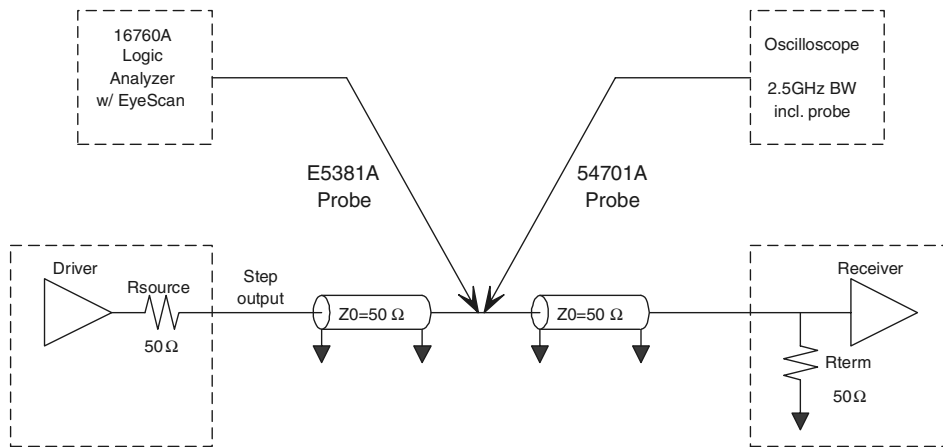 16760A
Logic
Analyzer
w/ EyeScan
Oscilloscope
2.5GHz BW
incl. probe
E5381A
Probe
54701A
Probe
Driver
Rsource
50Ω
Step
output
Z0=50 Ω
Z0=50 Ω
Receiver
Rterm
50Ω